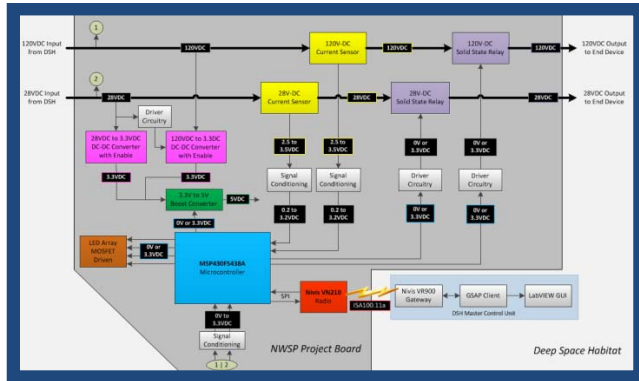 1
120VDC Input
from DSH
120VDC
120V-DC
Current Sensor
120VDC
120V-DC
Solid State Relay
120VDC
120VDC Output
to End Device
2
28VDC Input
from DSH
28VDC
28V-DC
Current Sensor
28VDC
28V-DC
Solid State Relay
28VDC
28VDC Output
to End Device
Driver
Circuitry
28VDC to 3.3VDC
DC-DC Converter
with Enable
120VDC to 3.3DC
DC-DC Converter
with Enable
2.5 to
3.5VDC
2.5 to
3.5VDC
0V or
3.3VDC
0V or
3.3VDC
3.3VDC
3.3VDC
Signal
Conditioning
Signal
Conditioning
Driver
Circuitry
Driver
Circuitry
Boost Converter
5VDC
0.2 to
3.2VDC
0.2 to
3.2VDC
0V or
3.3VDC
0V or
3.3VDC
0V or 3.3VDC
LED Array
MOSFET
Driven
0V or
3.3VDC
MSP430F5438A
Microcontroller
SPI
Nivis VN210
Radio
ISA100.11a
Nivis VR900
Gateway
GSAP Client
LabVIEW GUI
DSH Master Control Unit
0V to
3.3VDC
Signal
Conditioning
1 | 2
NWSP Project Board
Deep Space Habitat